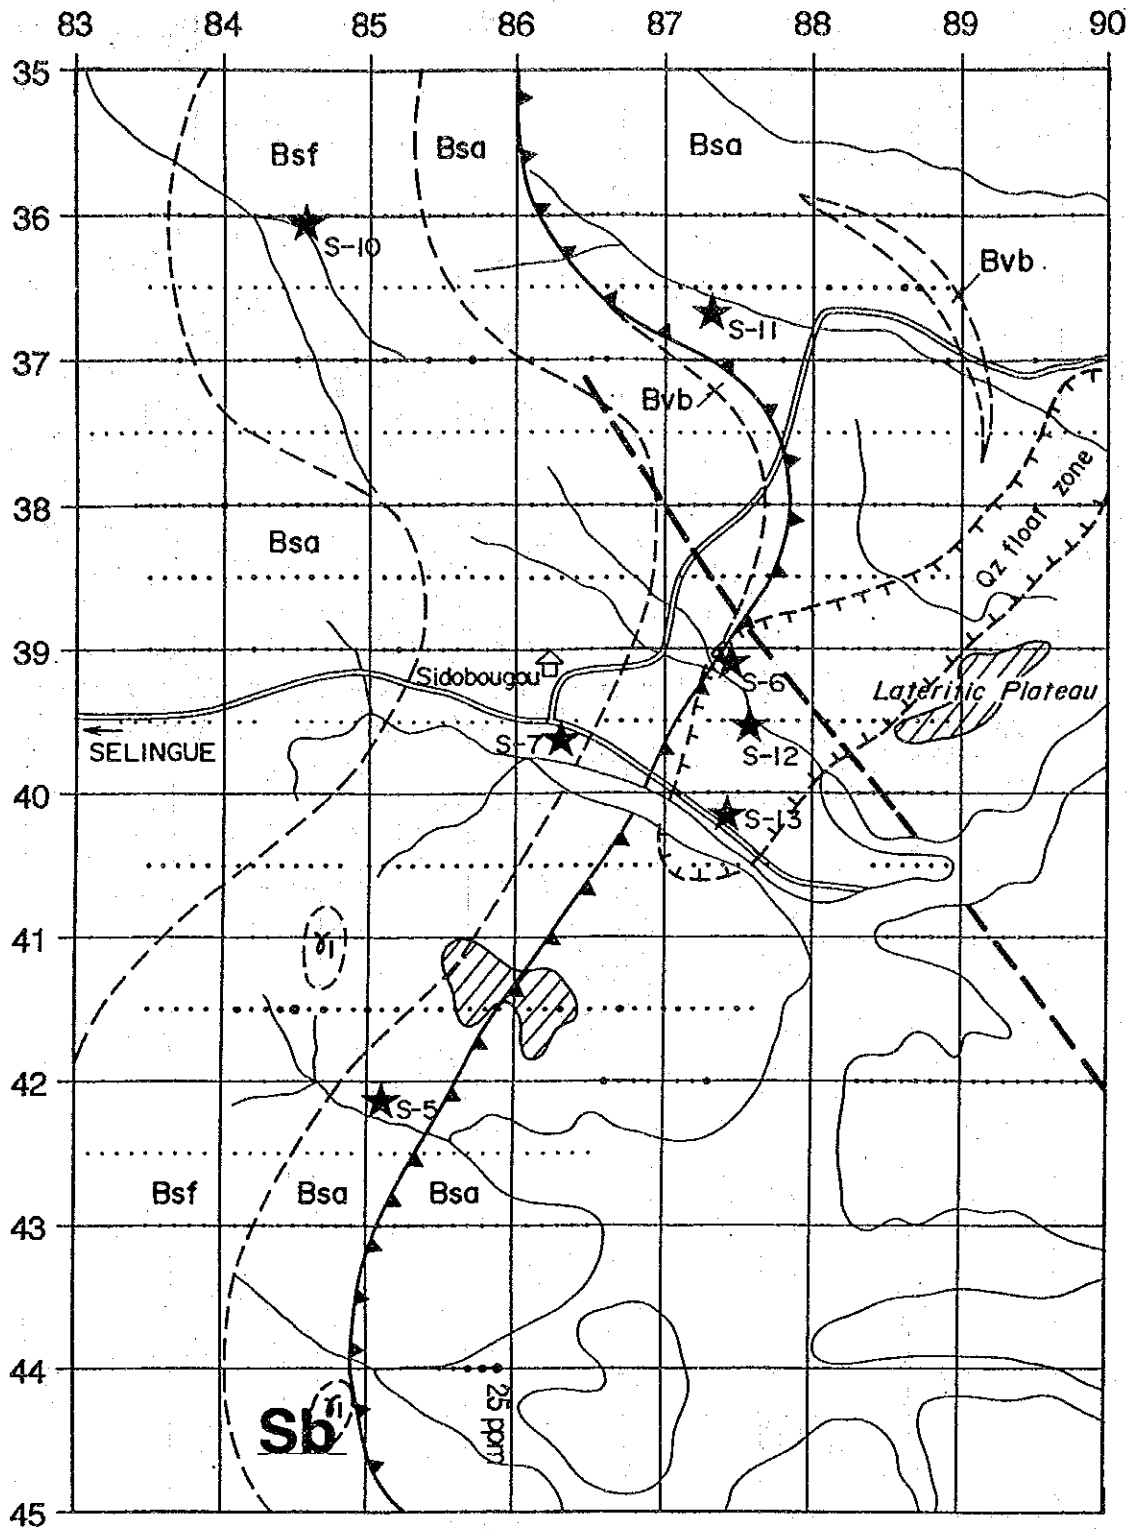 83 84 85 86 87 88 89 90
35
Bsf Bsa Bsa
36
S-10
Bvb
S-11
37
Bvb
Qz float zone
38
Bsa
39
Sidobougou
S-6
Lateritic Plateau
SELINGUE
S-7
S-12
40
S-13
41
γ1
42
S-5
Bsf Bsa Bsa
43
44
25 ppm
γ1
Sb
45